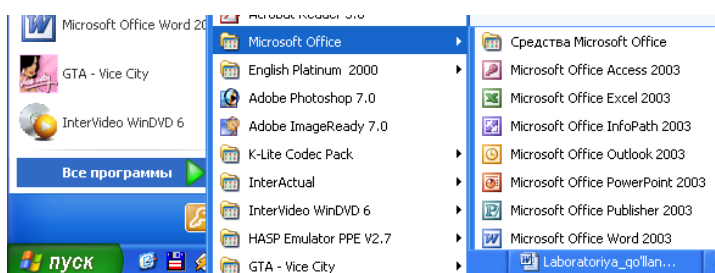 Microsoft Office Word 20
GTA - Vice City
InterVideo WinDVD 6
Все программы
пуск
Acrobat Reader 5.0
Microsoft Office
English Platinum 2000
Adobe Photoshop 7.0
Adobe ImageReady 7.0
K-Lite Codec Pack
InterActual
InterVideo WinDVD 6
HASP Emulator PPE V2.7
GTA - Vice City
Средства Microsoft Office
Microsoft Office Access 2003
Microsoft Office Excel 2003
Microsoft Office InfoPath 2003
Microsoft Office Outlook 2003
Microsoft Office PowerPoint 2003
Microsoft Office Publisher 2003
Microsoft Office Word 2003
Laboratoriya_qo'llan...